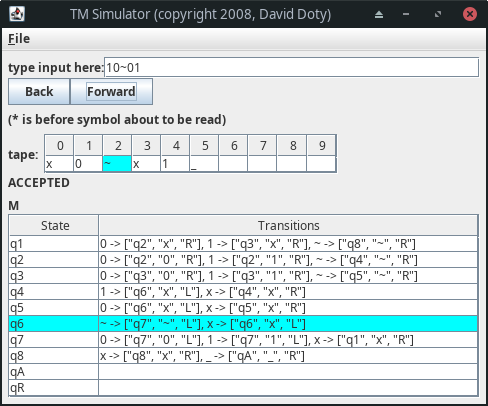 TM Simulator (copyright 2008, David Doty)
File
type input here: 10~01
Back Forward
(* is before symbol about to be read)
tape: 0 1 2 3 4 5 6 7 8 9
x 0 ~ x 1 _
ACCEPTED
M
State Transitions
q1 0 -> ["q2", "x", "R"], 1 -> ["q3", "x", "R"], ~ -> ["q8", "~", "R"]
q2 0 -> ["q2", "0", "R"], 1 -> ["q2", "1", "R"], ~ -> ["q4", "~", "R"]
q3 0 -> ["q3", "0", "R"], 1 -> ["q3", "1", "R"], ~ -> ["q5", "~", "R"]
q4 1 -> ["q6", "x", "L"], x -> ["q4", "x", "R"]
q5 0 -> ["q6", "x", "L"], x -> ["q5", "x", "R"]
q6 ~ -> ["q7", "~", "L"], x -> ["q6", "x", "L"]
q7 0 -> ["q7", "0", "L"], 1 -> ["q7", "1", "L"], x -> ["q1", "x", "R"]
q8 x -> ["q8", "x", "R"], _ -> ["qA", "_", "R"]
qA
qR